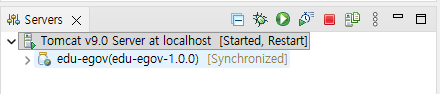 Servers
Tomcat v9.0 Server at localhost [Started, Restart]
edu-egov(edu-egov-1.0.0) [Synchronized]